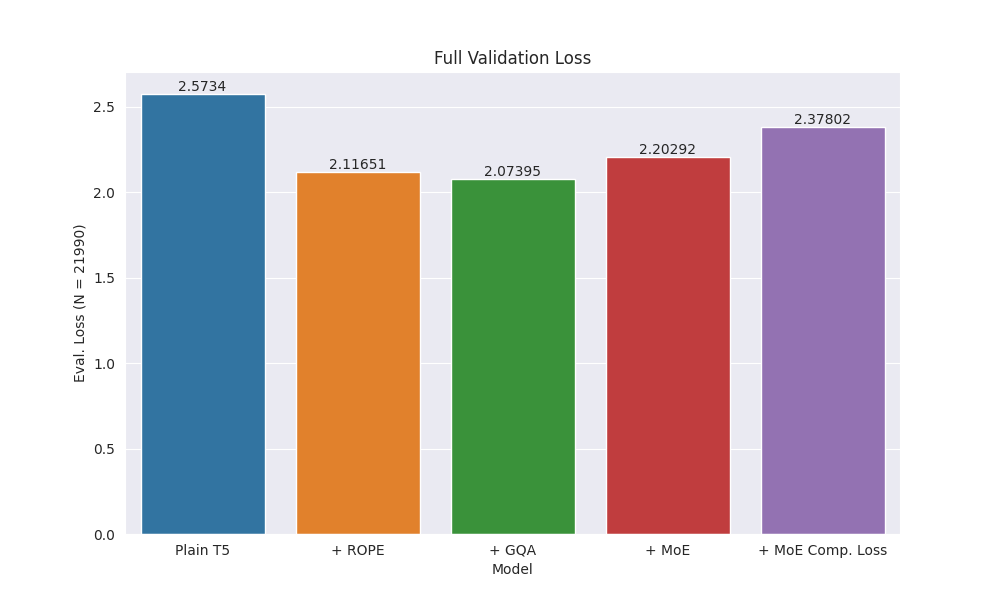 Full Validation Loss
2.5734
2.11651
2.07395
2.20292
2.37802
Eval. Loss (N = 21990)
2.5
2.0
1.5
1.0
0.5
0.0
Plain T5
+ ROPE
+ GQA
+ MoE
+ MoE Comp. Loss
Model